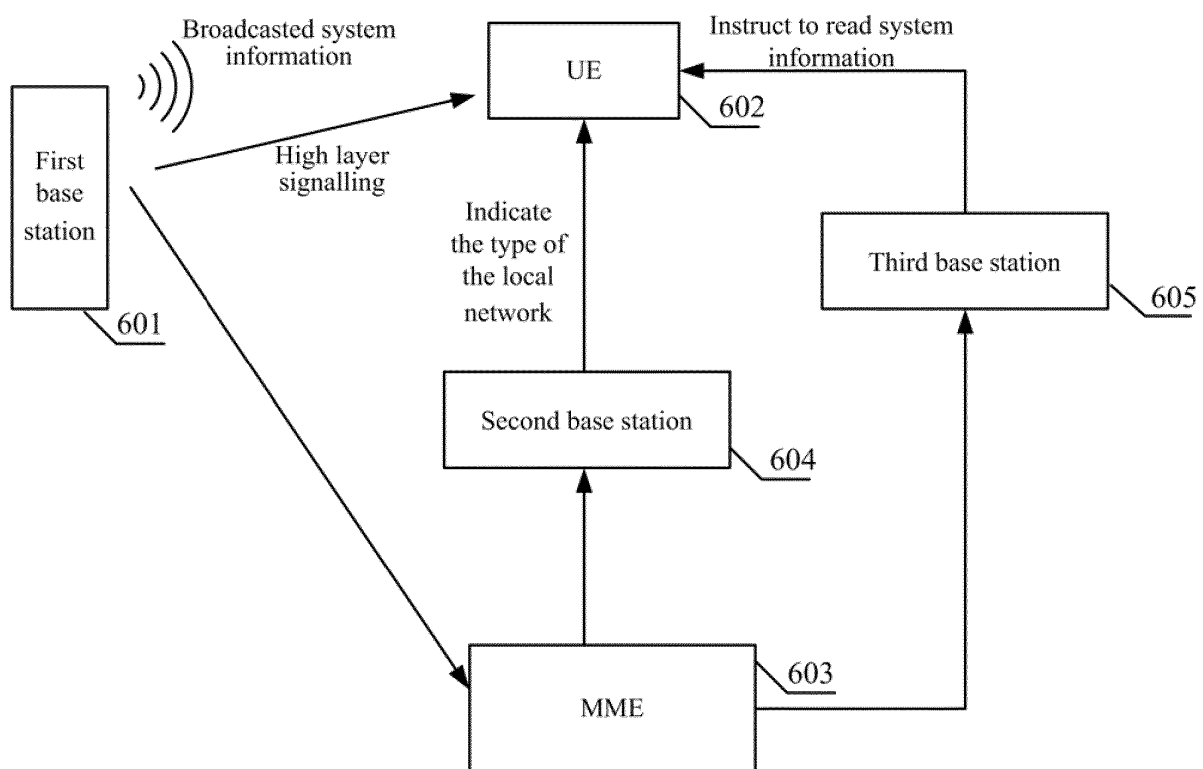 Broadcasted system
information
Instruct to read system
information
UE
602
First
base
station
601
High layer
signalling
Indicate
the type of
the local
network
Third base station
605
Second base station
604
603
MME